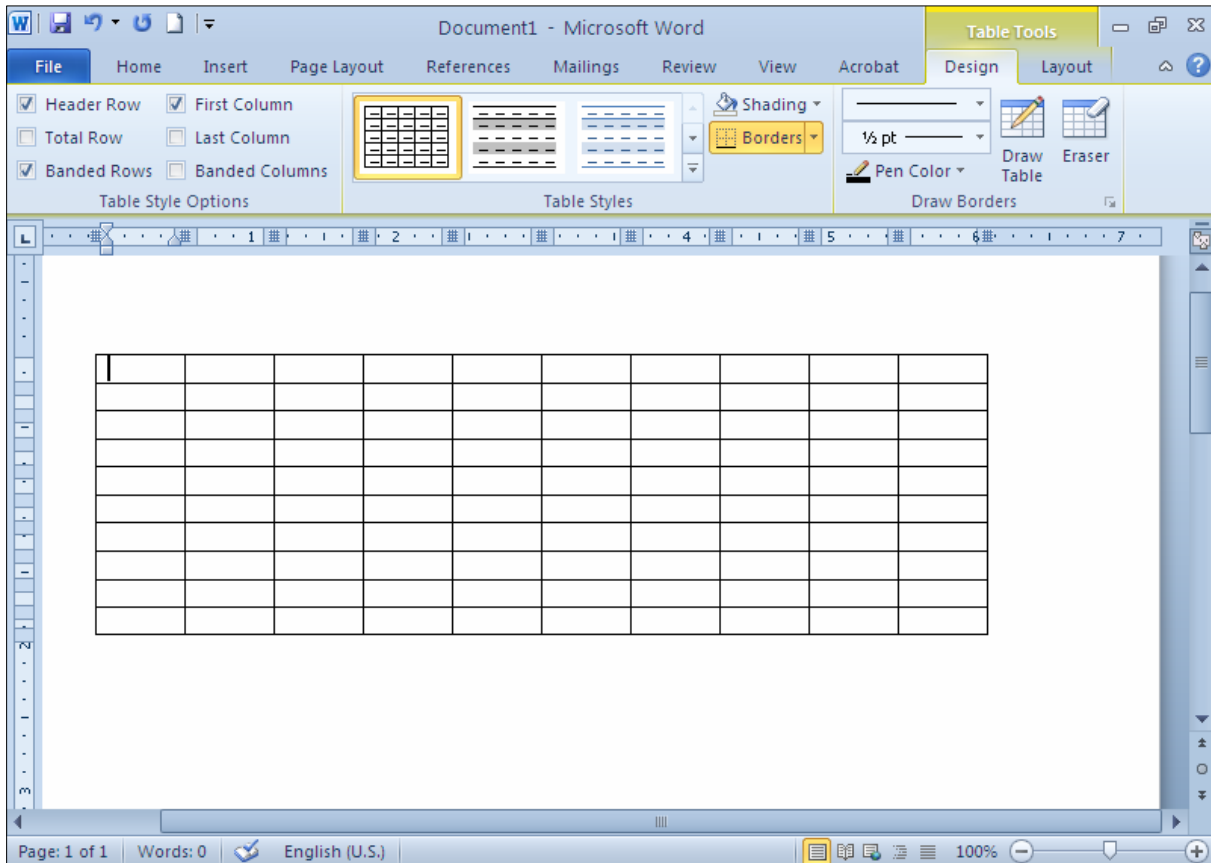 W Document1 - Microsoft Word Table Tools
File Home Insert Page Layout References Mailings Review View Acrobat Design Layout ?
Header Row First Column Shading
Total Row Last Column ½ pt Borders
Banded Rows Banded Columns Pen Color Draw Table Eraser
Table Style Options Table Styles Draw Borders
L 1 2 4 5 6 7
2
3
Page: 1 of 1 Words: 0 English (U.S.) 100%